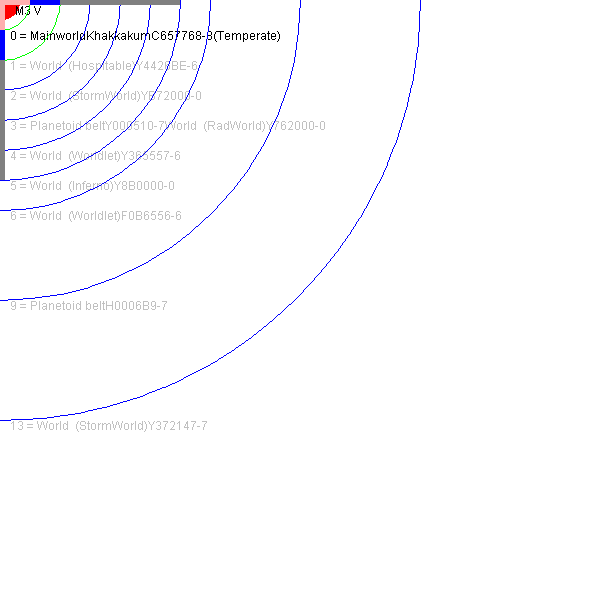 M3 V
0 = MainworldKhakkakumC657768-8(Temperate)
1 = World (Hospitable)Y4426BE-6
2 = World (StormWorld)YB72000-0
3 = Planetoid beltY000510-7World (RadWorld)Y762000-0
4 = World (Worldlet)Y365557-6
5 = World (Inferno)Y8B0000-0
6 = World (Worldlet)F0B6556-6
9 = Planetoid beltH0006B9-7
13 = World (StormWorld)Y372147-7